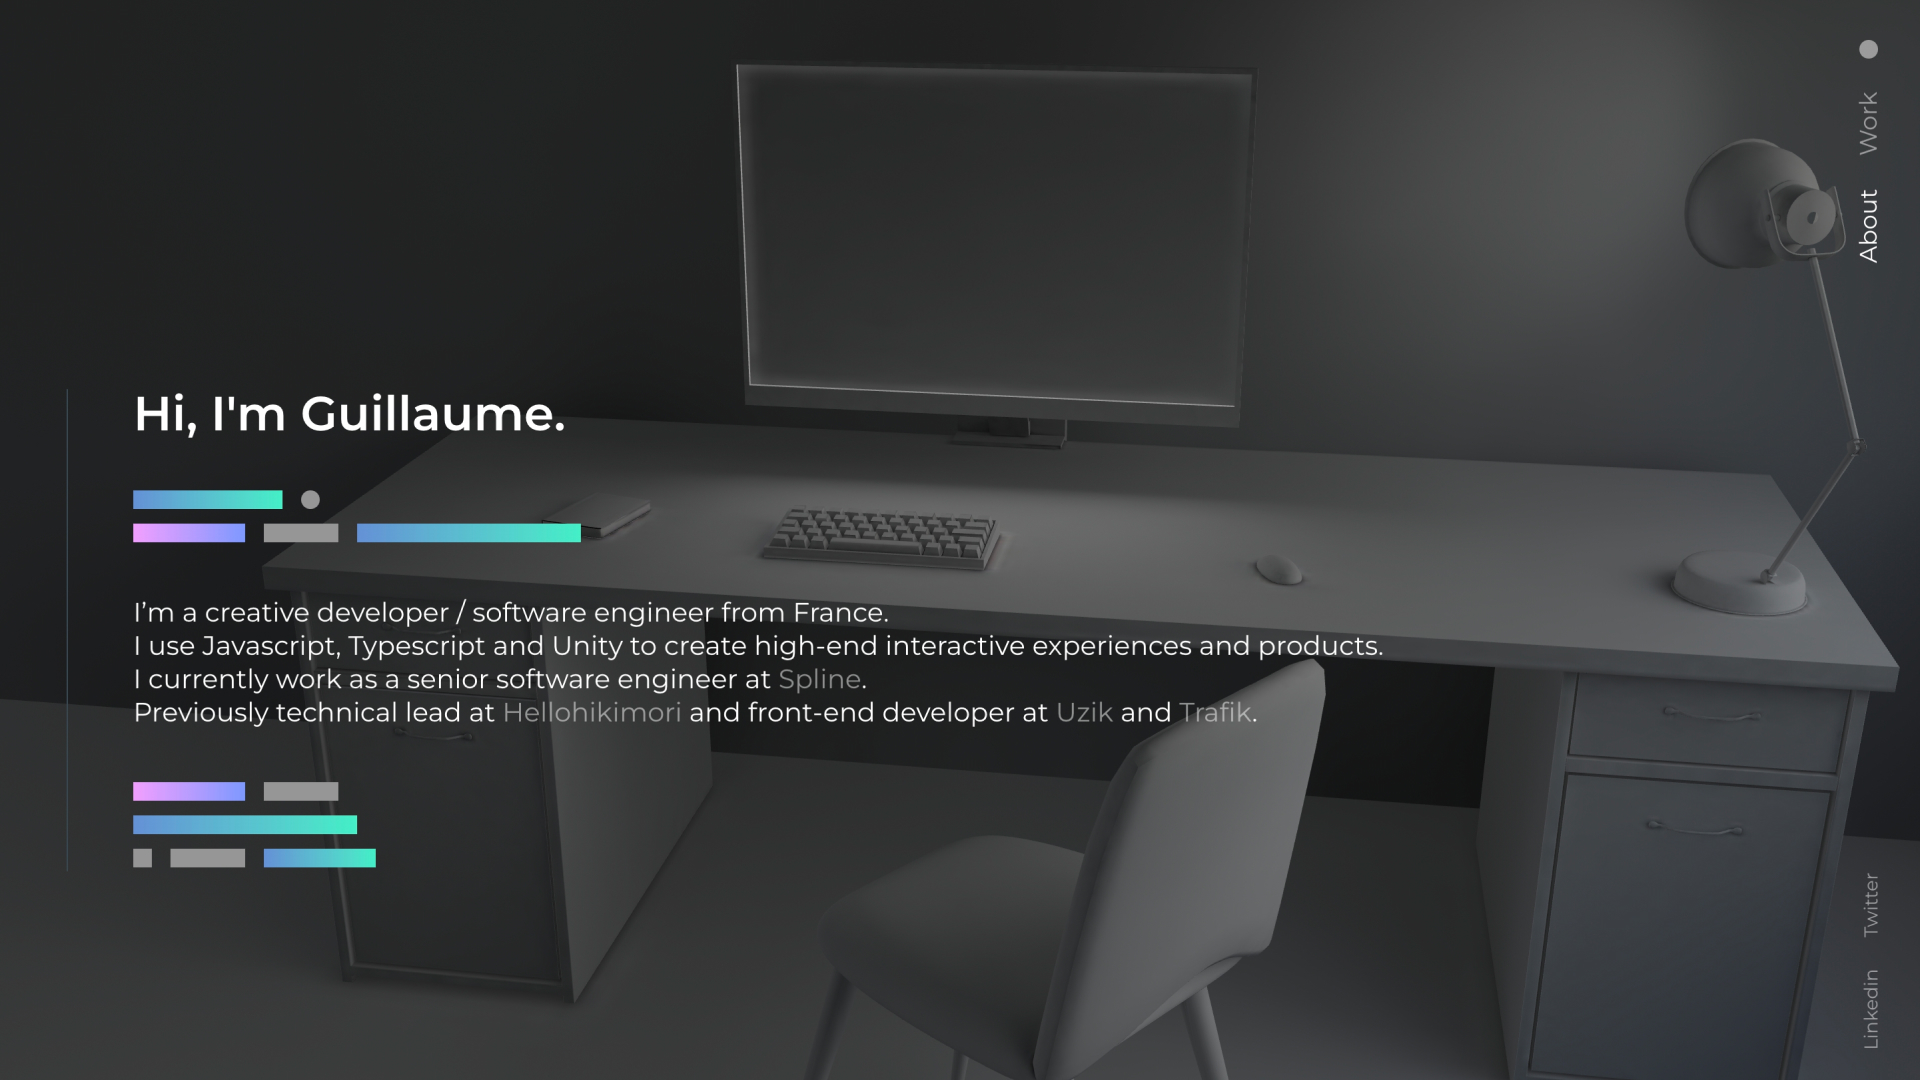 Work
About
Hi, I'm Guillaume.
I’m a creative developer / software engineer from France.
I use Javascript, Typescript and Unity to create high-end interactive experiences and products.
I currently work as a senior software engineer at Spline.
Previously technical lead at Hellohikimori and front-end developer at Uzik and Trafik.
Twitter
Linkedin